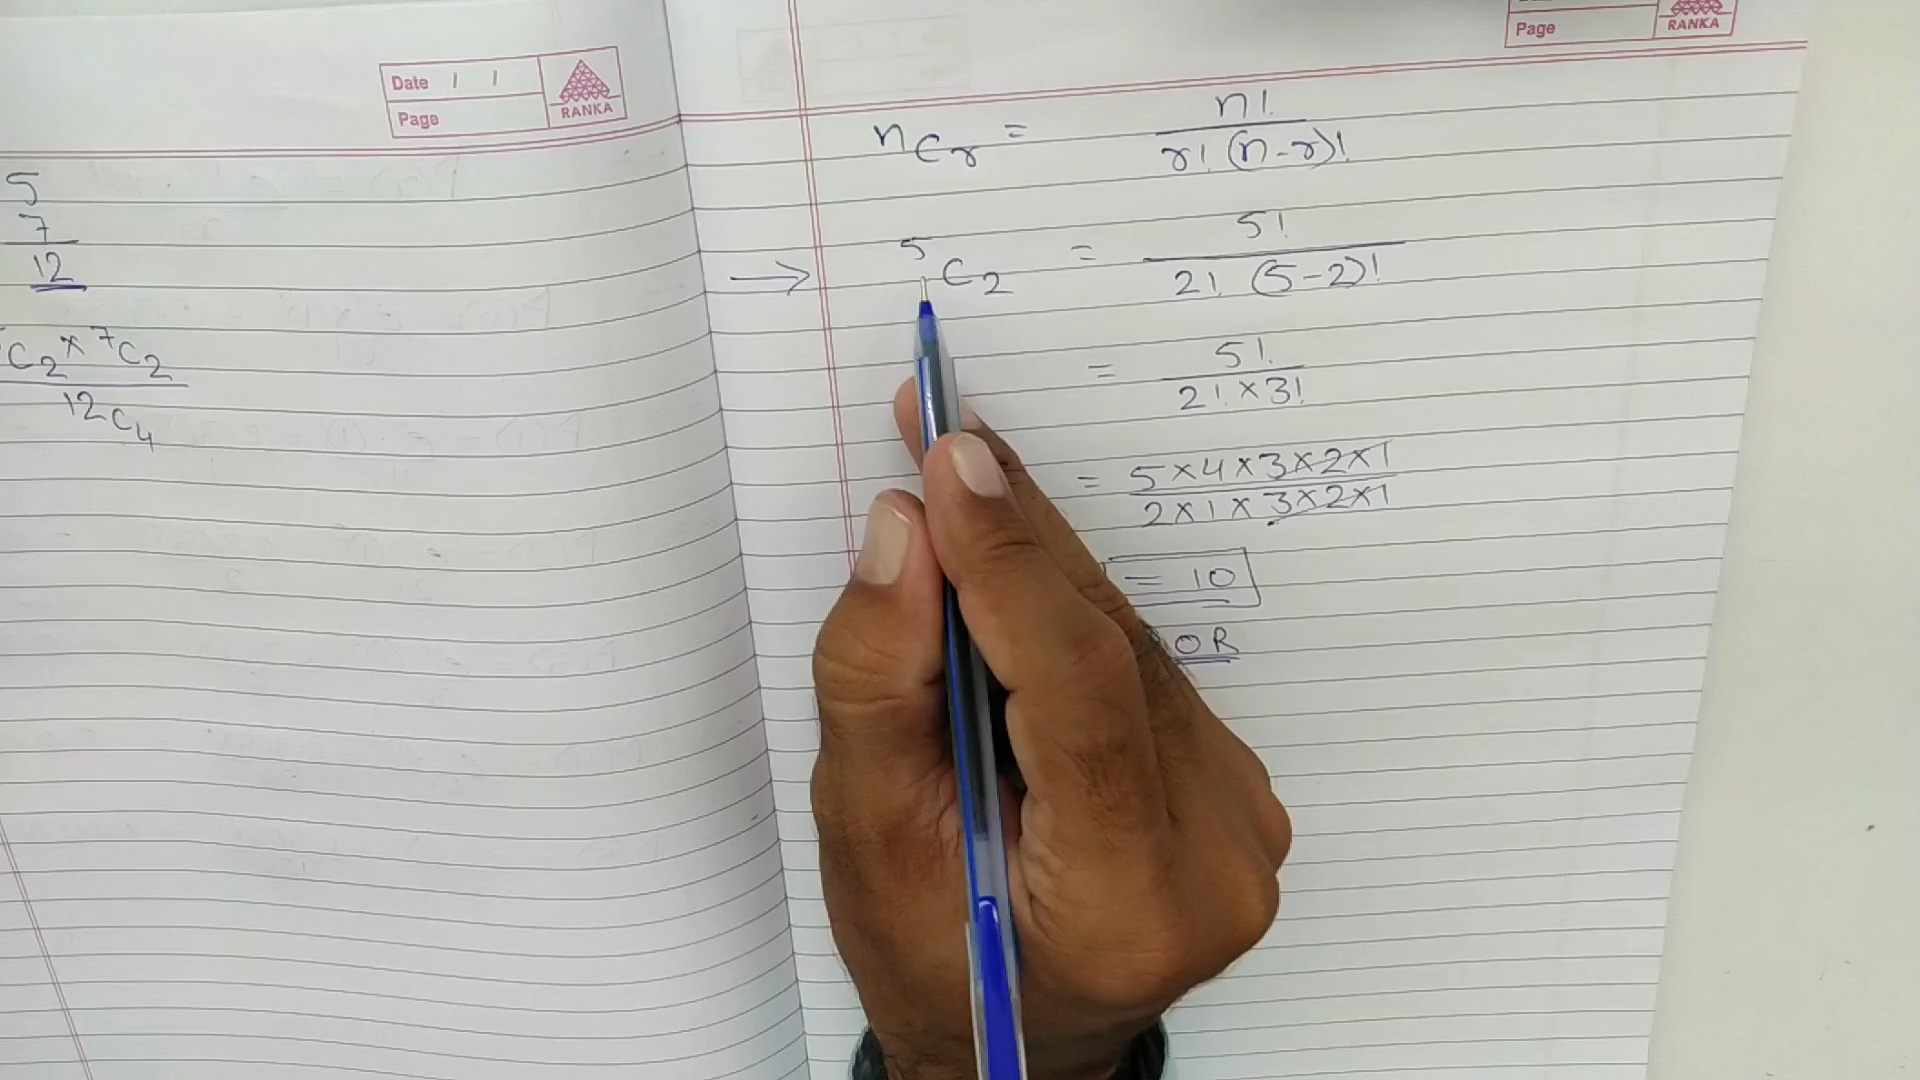 Date / /
Page
RANKA
5
7
12
C₂ × ⁷C₂
¹²C₄
Page
RANKA
ⁿCᵣ = n! / r! (n-r)!
⁵C₂ = 5! / 2! (5-2)!
= 5! / 2! × 3!
= 5×4×3×2×1 / 2×1×3×2×1
= 10
OR